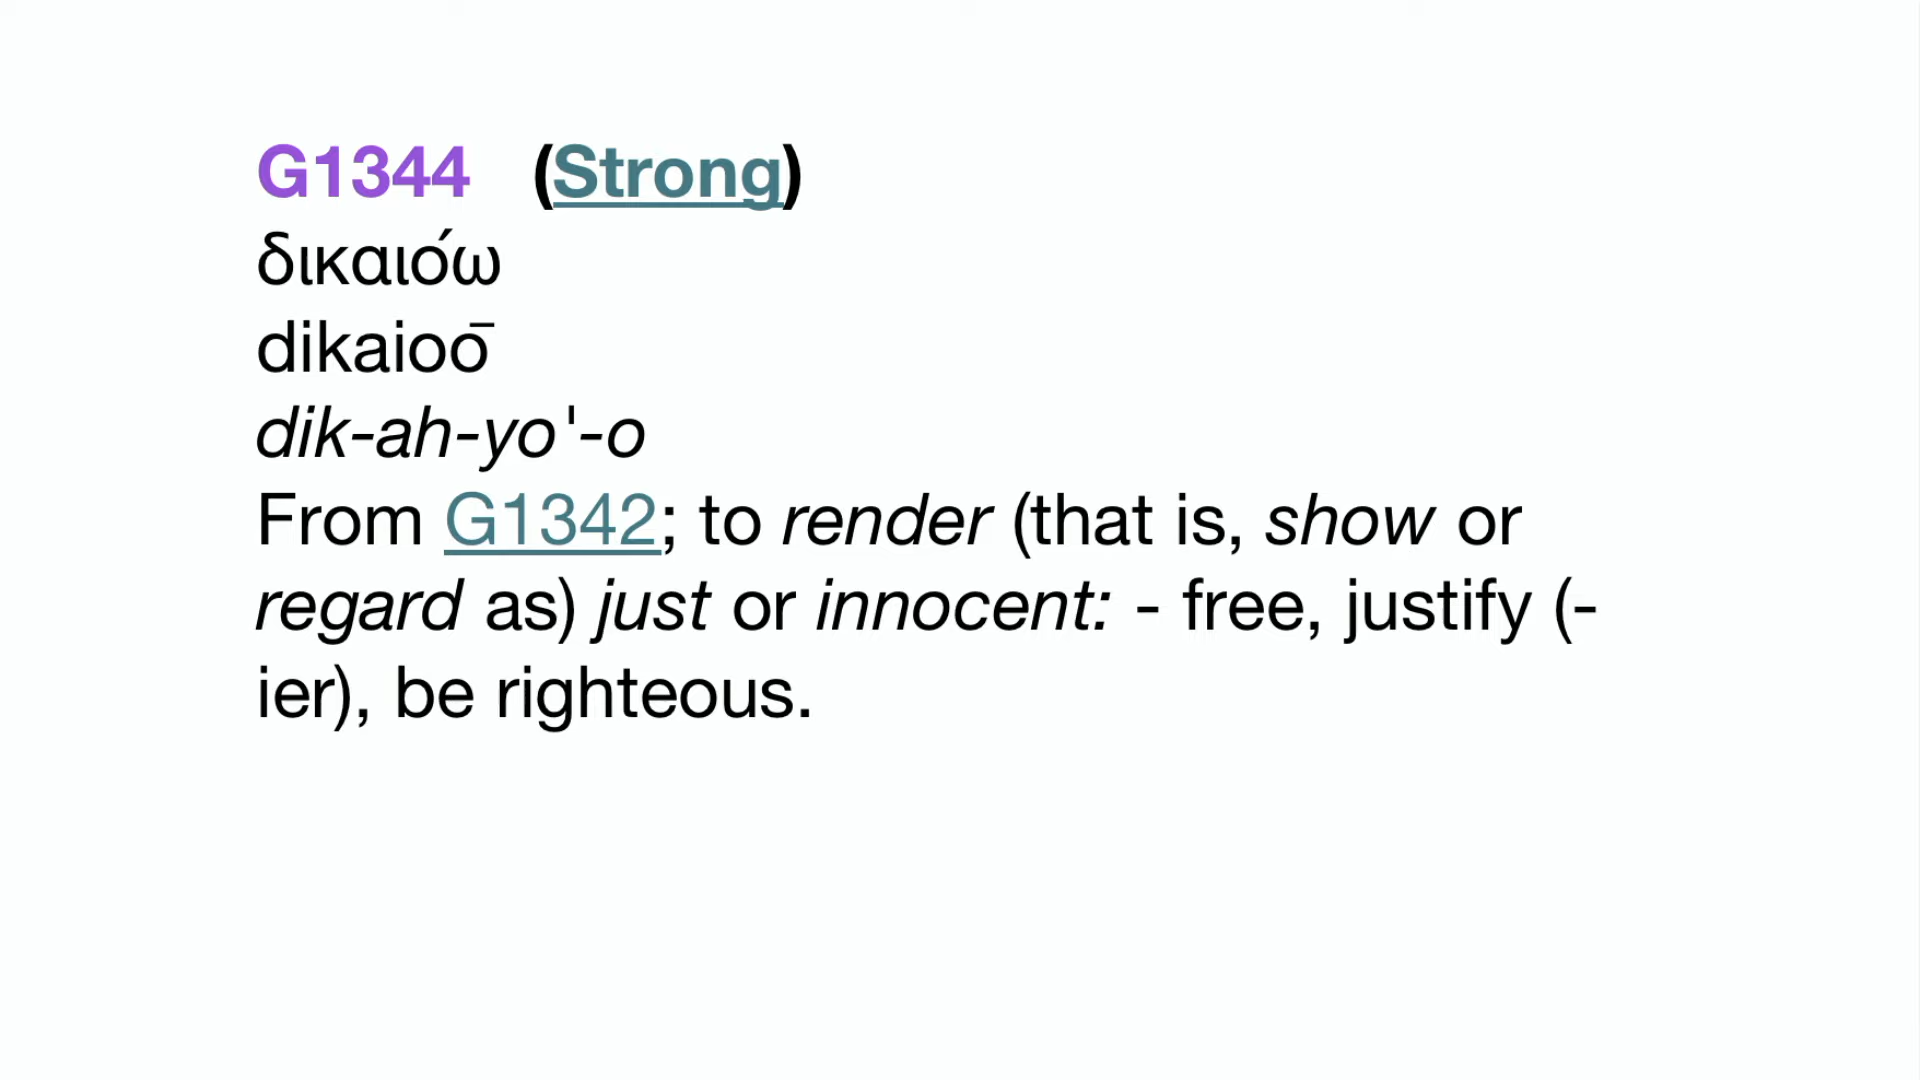 G1344 (Strong)
δικαιόω
dikaioō
dik-ah-yo'-o
From G1342; to render (that is, show or
regard as) just or innocent: - free, justify (-
ier), be righteous.